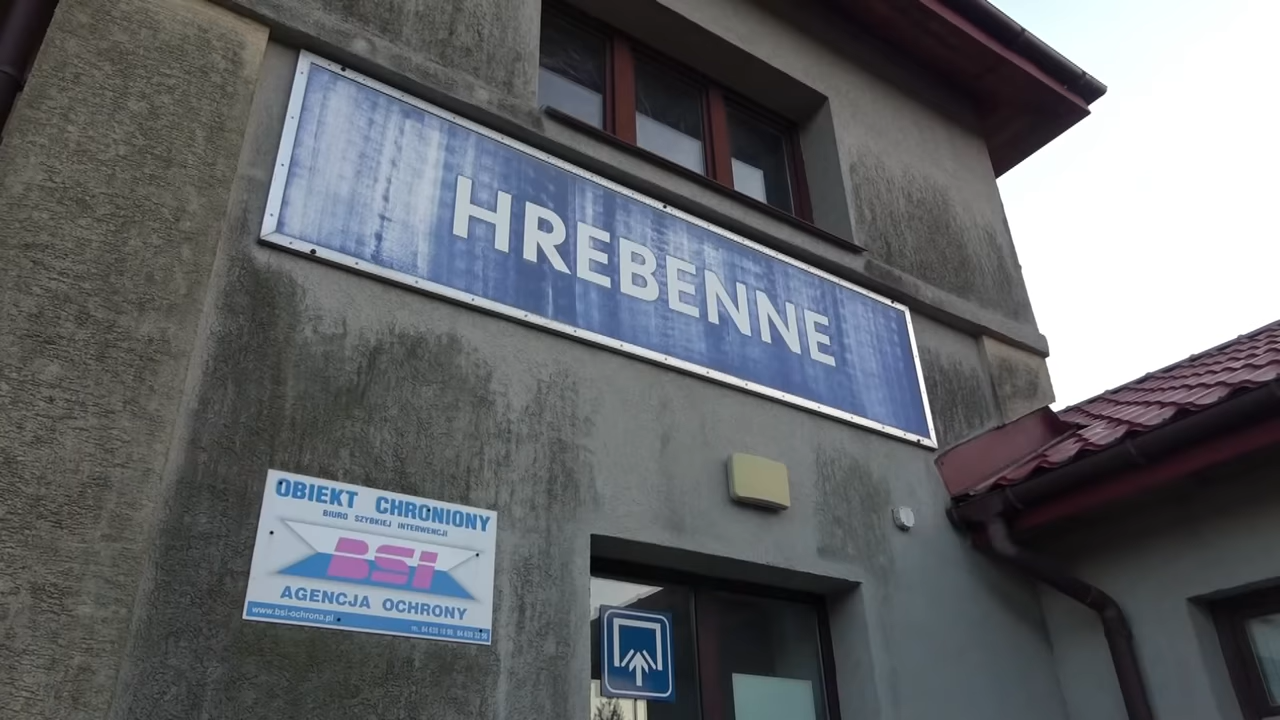 HREBENNE
OBIEKT CHRONIONY
BIURO SZYBKIEJ INTERWENCJI
BSI
AGENCJA OCHRONY
www.bsi-ochrona.pl